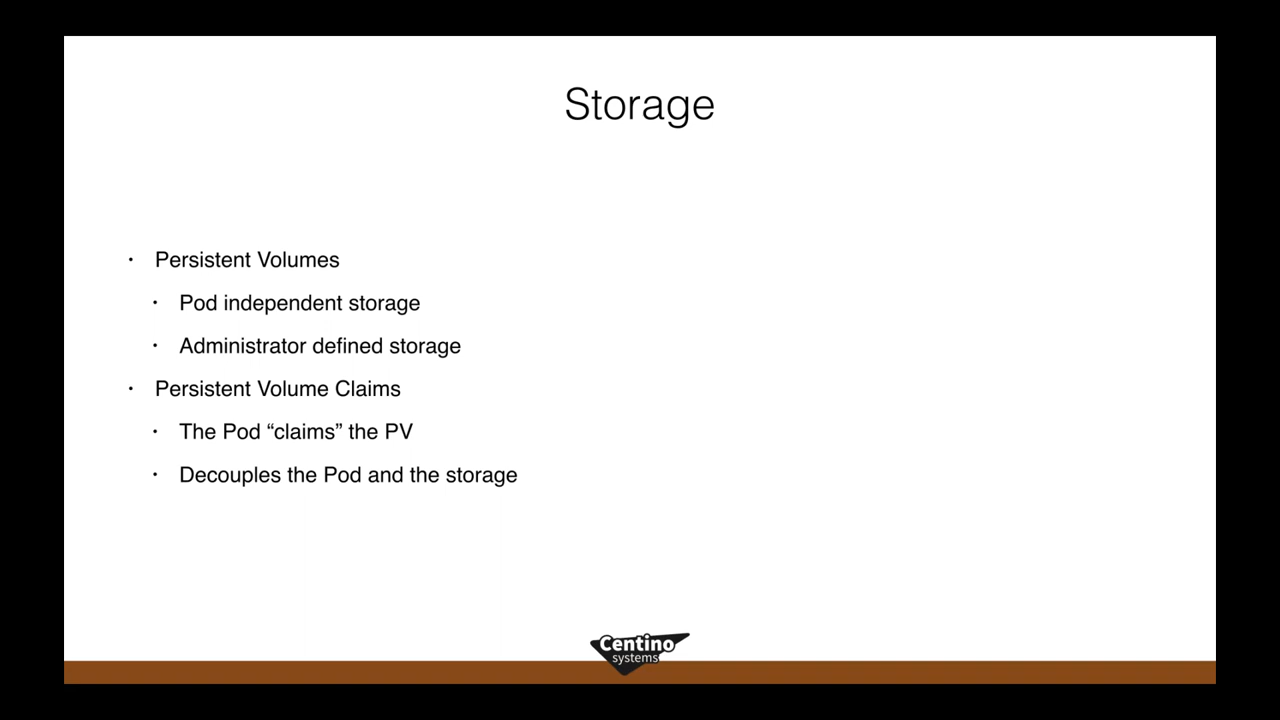 Storage
• Persistent Volumes
• Pod independent storage
• Administrator defined storage
• Persistent Volume Claims
• The Pod “claims” the PV
• Decouples the Pod and the storage
Centino
systems